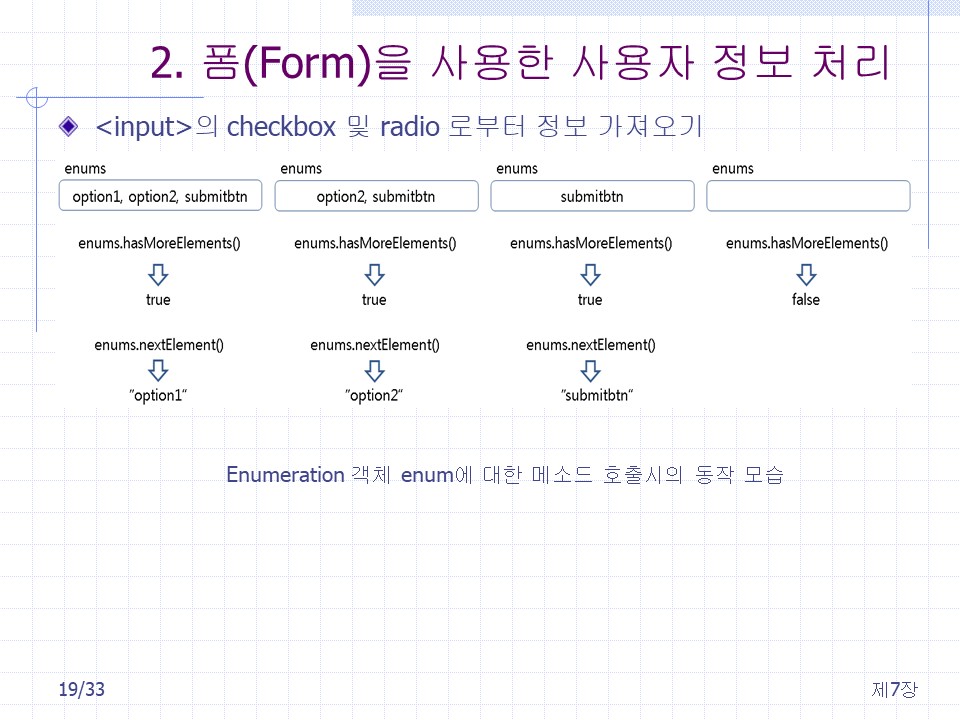 2. 폼(Form)을 사용한 사용자 정보 처리
<input>의 checkbox 및 radio 로부터 정보 가져오기
enums enums enums enums
option1, option2, submitbtn option2, submitbtn submitbtn
enums.hasMoreElements() enums.hasMoreElements() enums.hasMoreElements() enums.hasMoreElements()
true true true false
enums.nextElement() enums.nextElement() enums.nextElement()
"option1" "option2" "submitbtn"
Enumeration 객체 enum에 대한 메소드 호출시의 동작 모습
19/33 제7장